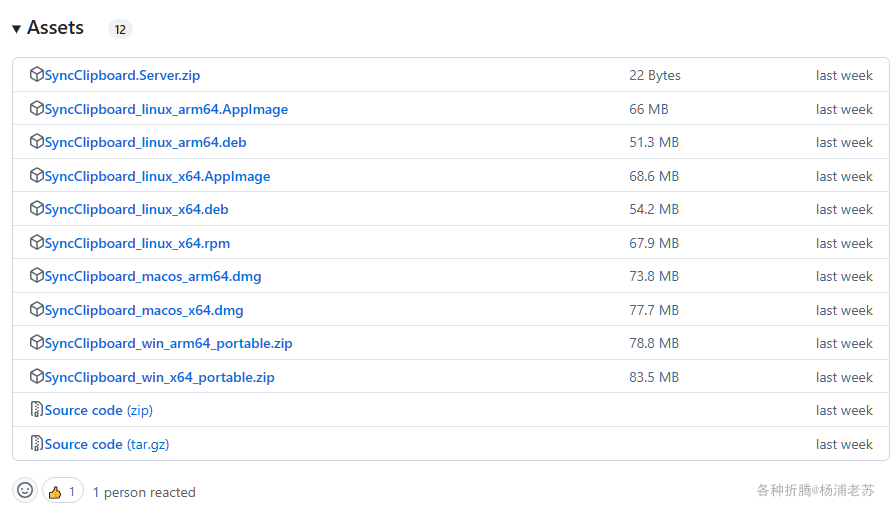 Assets 12
SyncClipboard.Server.zip 22 Bytes last week
SyncClipboard_linux_arm64.AppImage 66 MB last week
SyncClipboard_linux_arm64.deb 51.3 MB last week
SyncClipboard_linux_x64.AppImage 68.6 MB last week
SyncClipboard_linux_x64.deb 54.2 MB last week
SyncClipboard_linux_x64.rpm 67.9 MB last week
SyncClipboard_macos_arm64.dmg 73.8 MB last week
SyncClipboard_macos_x64.dmg 77.7 MB last week
SyncClipboard_win_arm64_portable.zip 78.8 MB last week
SyncClipboard_win_x64_portable.zip 83.5 MB last week
Source code (zip) last week
Source code (tar.gz) last week
1 1 person reacted
各种折腾@杨浦老苏